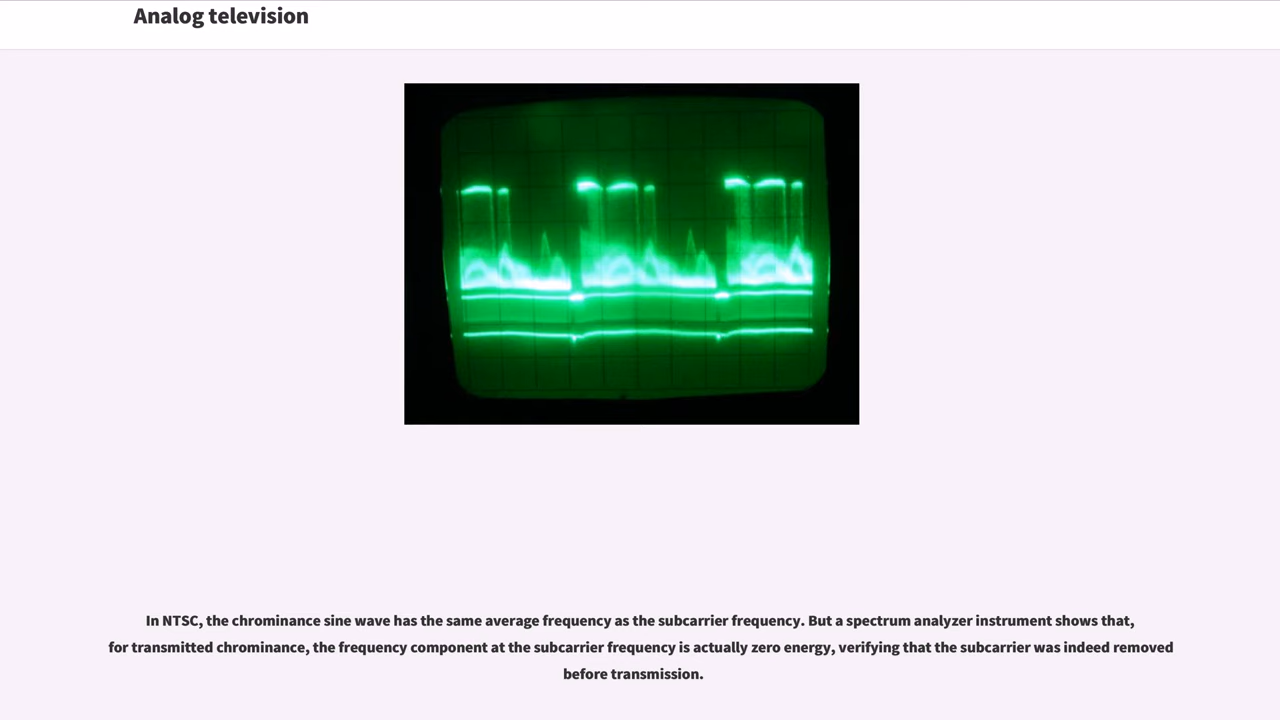 Analog television
In NTSC, the chrominance sine wave has the same average frequency as the subcarrier frequency. But a spectrum analyzer instrument shows that,
for transmitted chrominance, the frequency component at the subcarrier frequency is actually zero energy, verifying that the subcarrier was indeed removed
before transmission.